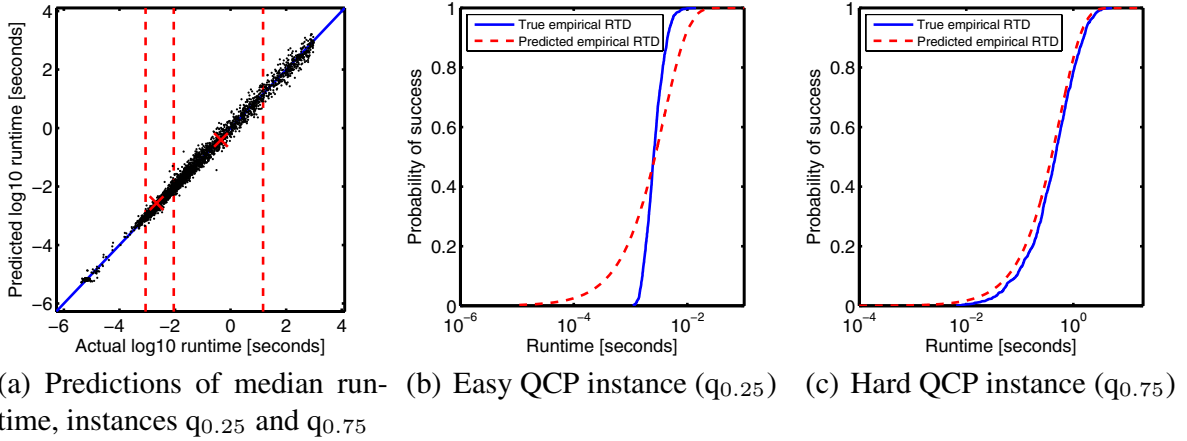 Predicted log10 runtime [seconds]
4
2
0
−2
−4
−6
−6 −4 −2 0 2 4
Actual log10 runtime [seconds]
Probability of success
1
0.8
0.6
0.4
0.2
0
True empirical RTD
Predicted empirical RTD
10−6 10−4 10−2
Runtime [seconds]
Probability of success
1
0.8
0.6
0.4
0.2
0
True empirical RTD
Predicted empirical RTD
10−4 10−2 100
Runtime [seconds]
(a) Predictions of median run-
time, instances q0.25 and q0.75
(b) Easy QCP instance (q0.25)
(c) Hard QCP instance (q0.75)